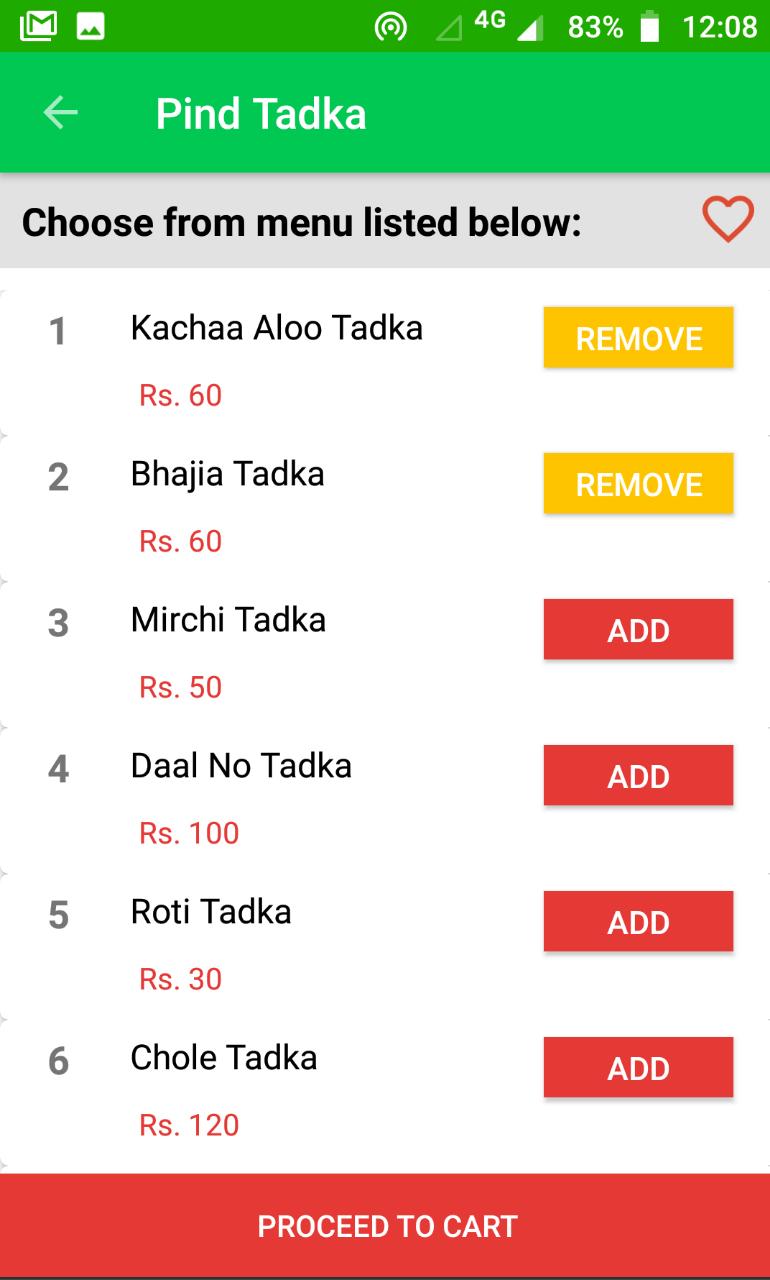 4G 83% 12:08
Pind Tadka
Choose from menu listed below:
1 Kachaa Aloo Tadka REMOVE
Rs. 60
2 Bhajia Tadka REMOVE
Rs. 60
3 Mirchi Tadka ADD
Rs. 50
4 Daal No Tadka ADD
Rs. 100
5 Roti Tadka ADD
Rs. 30
6 Chole Tadka ADD
Rs. 120
PROCEED TO CART